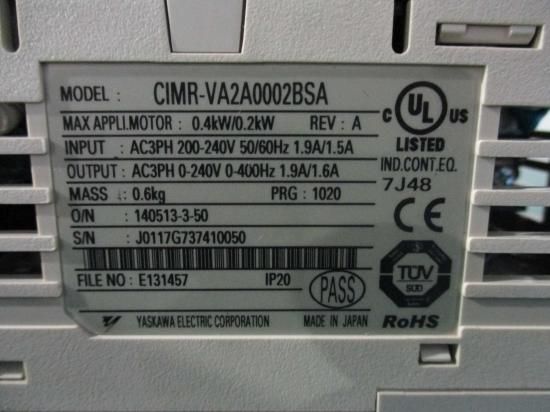 MODEL : CIMR-VA2A0002BSA
MAX APPLI.MOTOR : 0.4kW/0.2kW REV : A
INPUT : AC3PH 200-240V 50/60Hz 1.9A/1.5A
OUTPUT : AC3PH 0-240V 0-400Hz 1.9A/1.6A
MASS : 0.6kg PRG : 1020
O/N : 140513-3-50
S/N : J0117G737410050
FILE NO : E131457 IP20
PASS
YASKAWA ELECTRIC CORPORATION MADE IN JAPAN
C UL US
LISTED
IND.CONT.EQ.
7J48
CE
TÜV
SÜD
RoHS